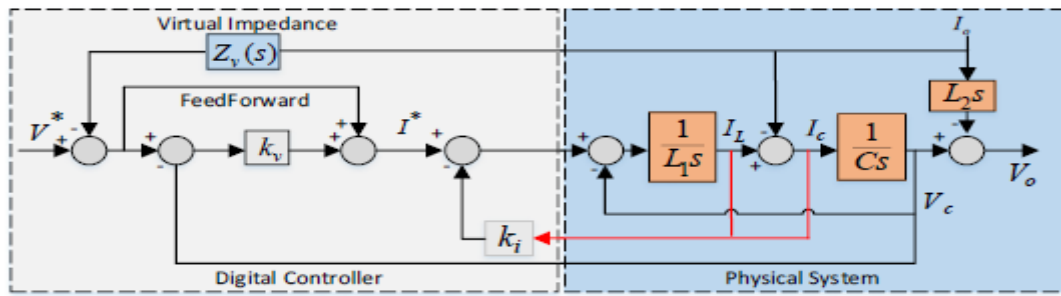 Virtual Impedance
I_o
Z_v(s)
L_2s
FeedForward
V^*
- + + - k_v + + I^* + - + - 1/L_1s I_L - + I_c 1/Cs + - V_o
V_c
k_i
Digital Controller
Physical System